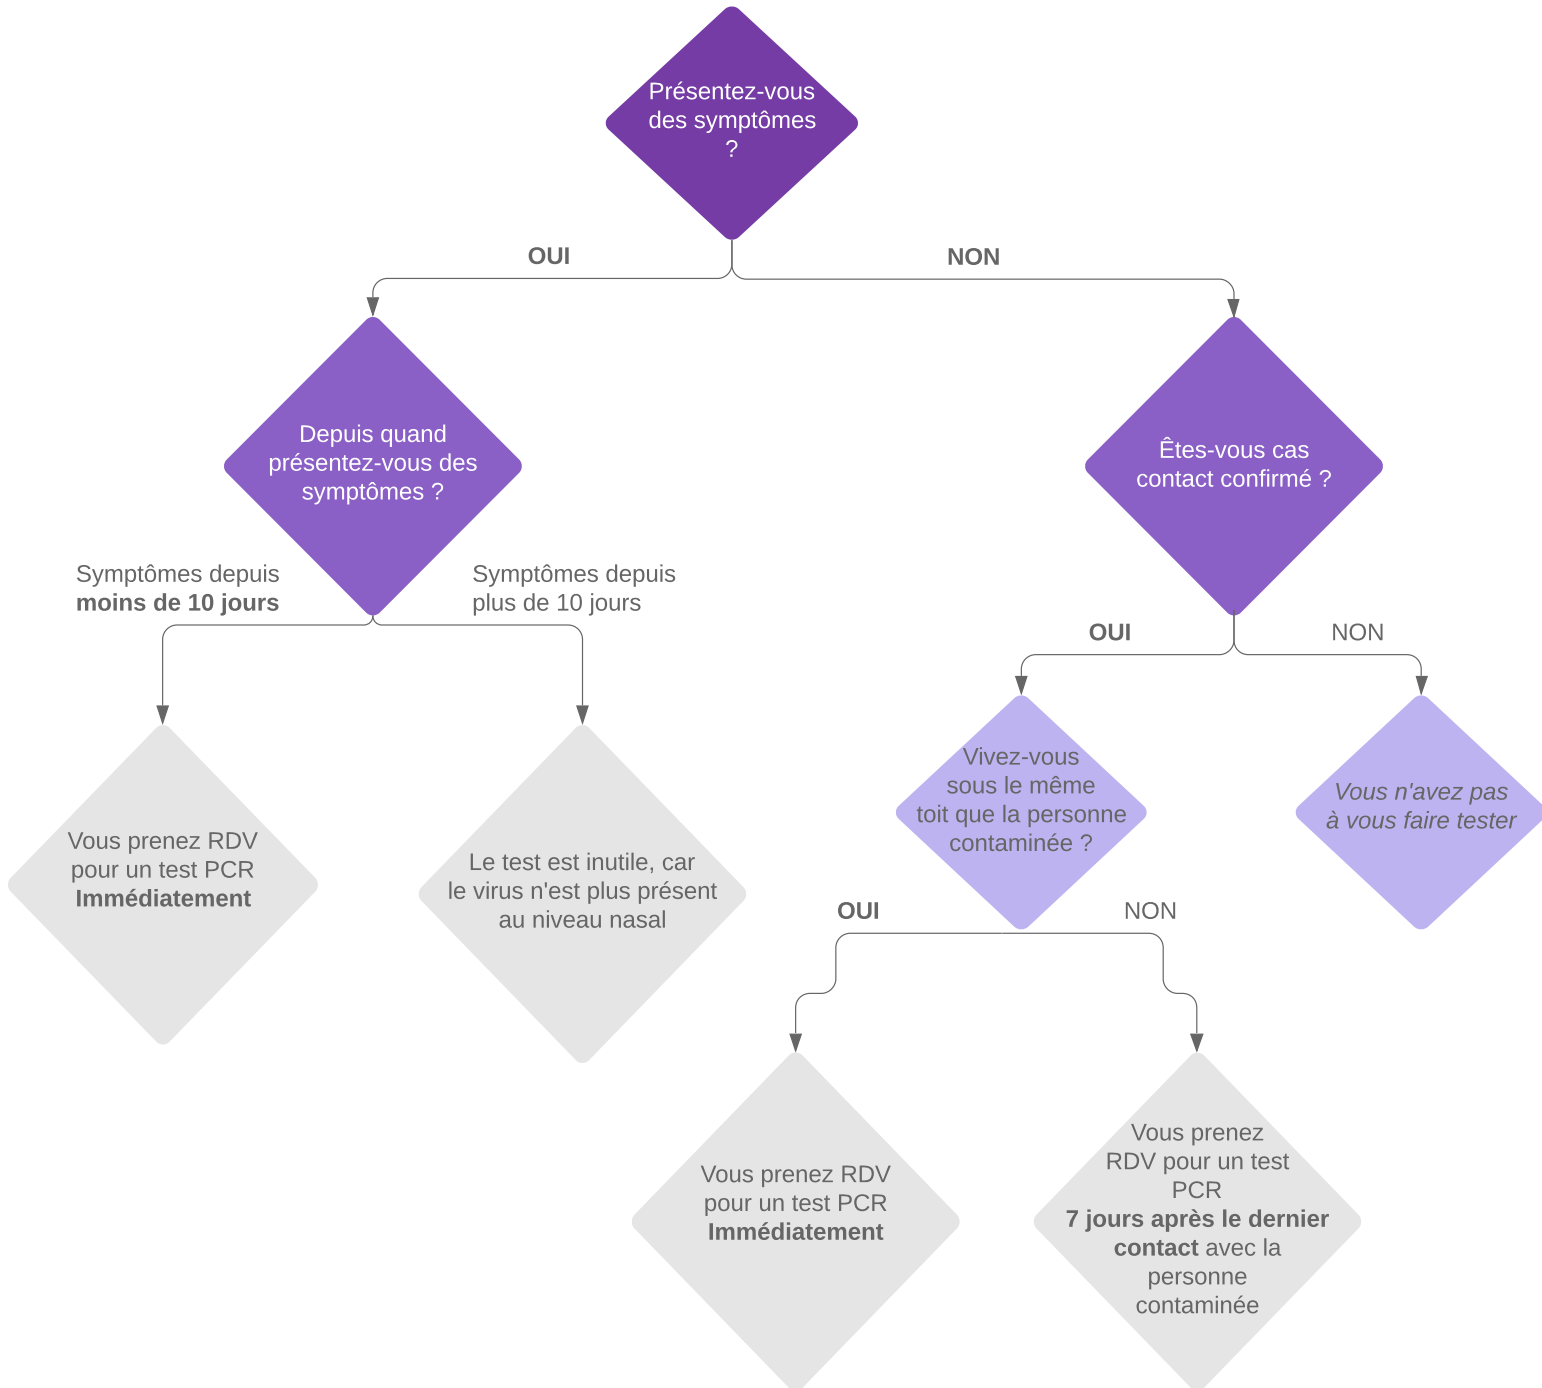 Présentez-vous
des symptômes
?
OUI
NON
Depuis quand
présentez-vous des
symptômes ?
Êtes-vous cas
contact confirmé ?
Symptômes depuis
moins de 10 jours
Symptômes depuis
plus de 10 jours
OUI
NON
Vivez-vous
sous le même
toit que la personne
contaminée ?
Vous n'avez pas
à vous faire tester
Vous prenez RDV
pour un test PCR
Immédiatement
Le test est inutile, car
le virus n'est plus présent
au niveau nasal
OUI
NON
Vous prenez RDV
pour un test PCR
Immédiatement
Vous prenez
RDV pour un test
PCR
7 jours après le dernier
contact avec la
personne
contaminée